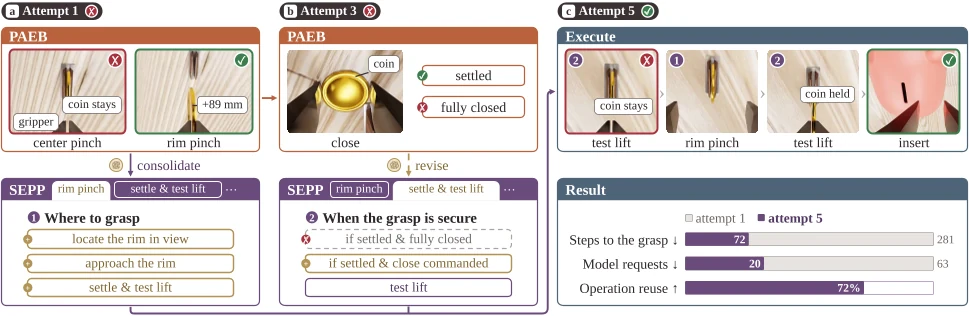 a Attempt 1
PAEB
coin stays
gripper
+89 mm
center pinch
rim pinch
consolidate
SEPP rim pinch settle & test lift ...
1 Where to grasp
locate the rim in view
approach the rim
settle & test lift
b Attempt 3
PAEB
coin
settled
fully closed
close
revise
SEPP rim pinch settle & test lift ...
2 When the grasp is secure
if settled & fully closed
if settled & close commanded
test lift
c Attempt 5
Execute
2 1 2
coin stays
coin held
test lift rim pinch test lift insert
Result
attempt 1 attempt 5
Steps to the grasp ↓ 72 281
Model requests ↓ 20 63
Operation reuse ↑ 72%